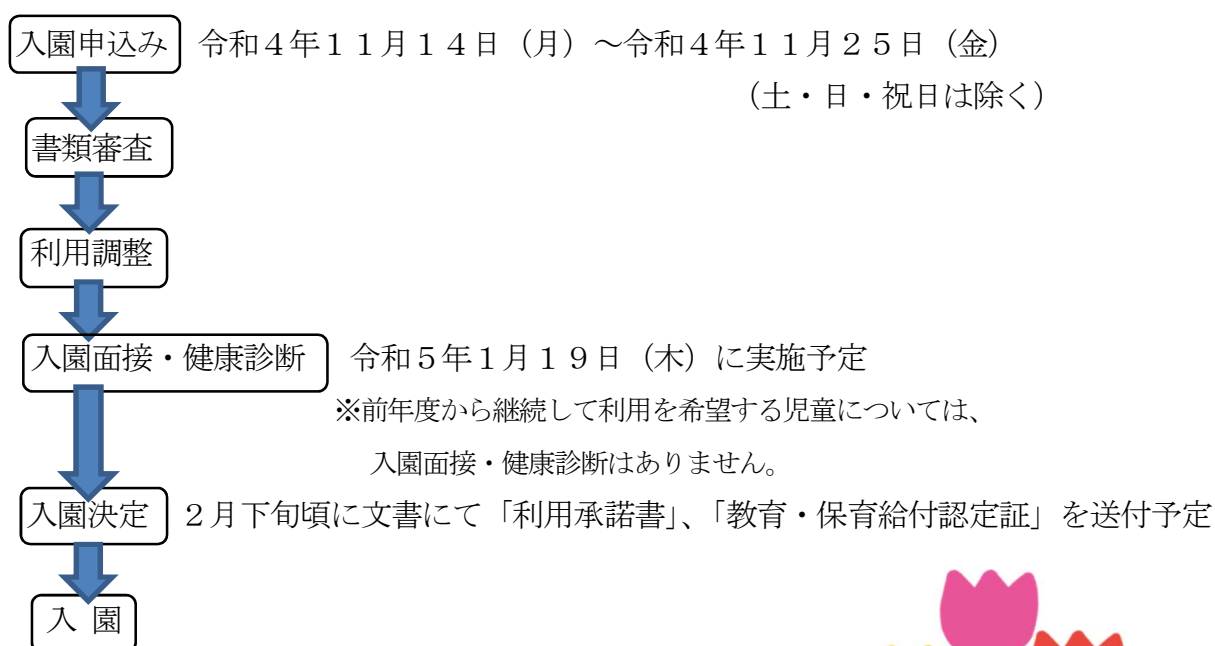 入園申込み 令和４年１１月１４日（月）～令和４年１１月２５日（金）
（土・日・祝日は除く）
書類審査
利用調整
入園面接・健康診断 令和５年１月１９日（木）に実施予定
※前年度から継続して利用を希望する児童については、
入園面接・健康診断はありません。
入園決定 ２月下旬頃に文書にて「利用承諾書」、「教育・保育給付認定証」を送付予定
入 園